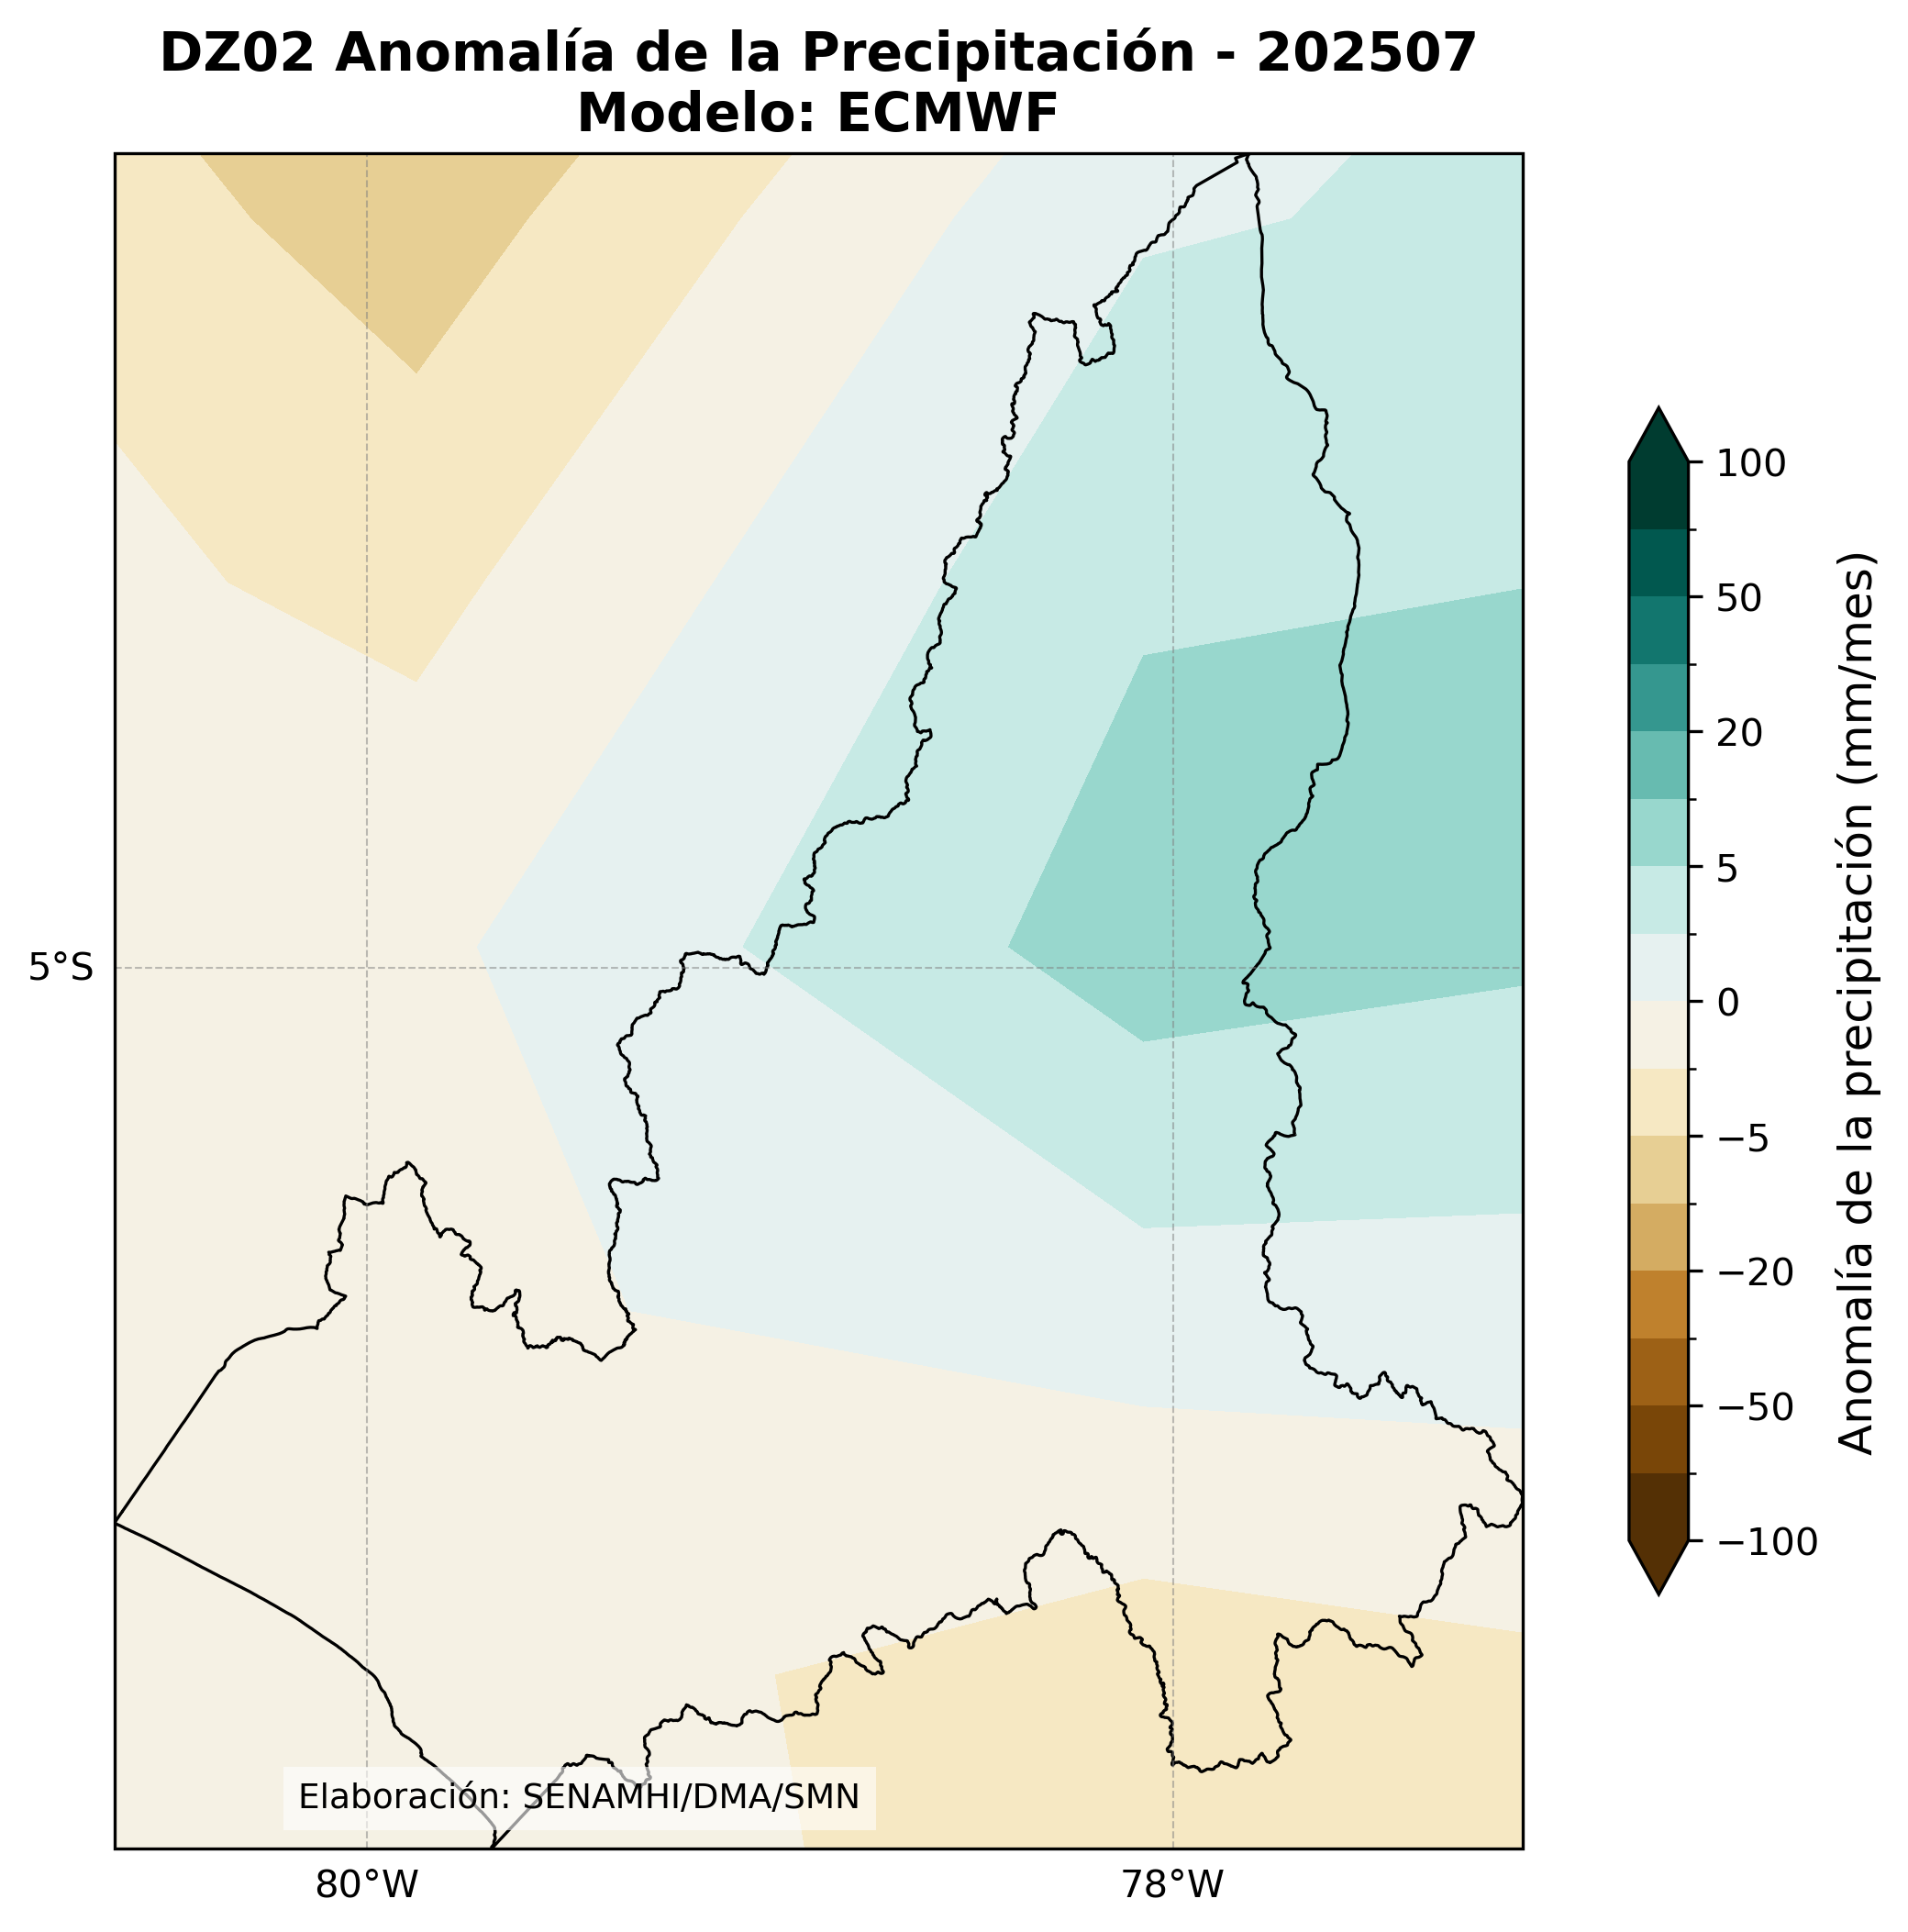 DZ02 Anomalía de la Precipitación - 202507
Modelo: ECMWF
100
50
20
5
0
−5
−20
−50
−100
Anomalía de la precipitación (mm/mes)
5°S
Elaboración: SENAMHI/DMA/SMN
80°W
78°W